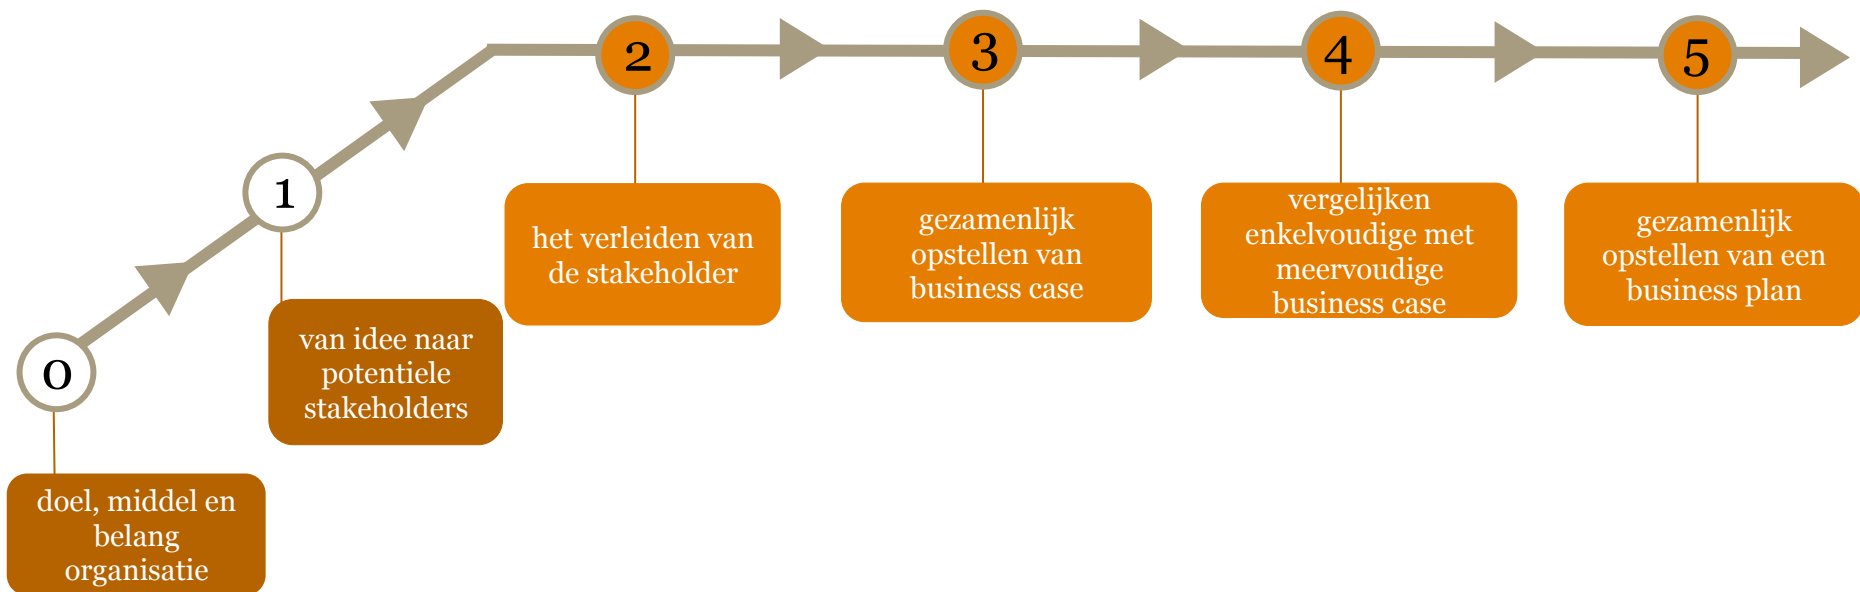 0
doel, middel en
belang
organisatie
1
van idee naar
potentiele
stakeholders
2
het verleiden van
de stakeholder
3
gezamenlijk
opstellen van
business case
4
vergelijken
enkelvoudige met
meervoudige
business case
5
gezamenlijk
opstellen van een
business plan